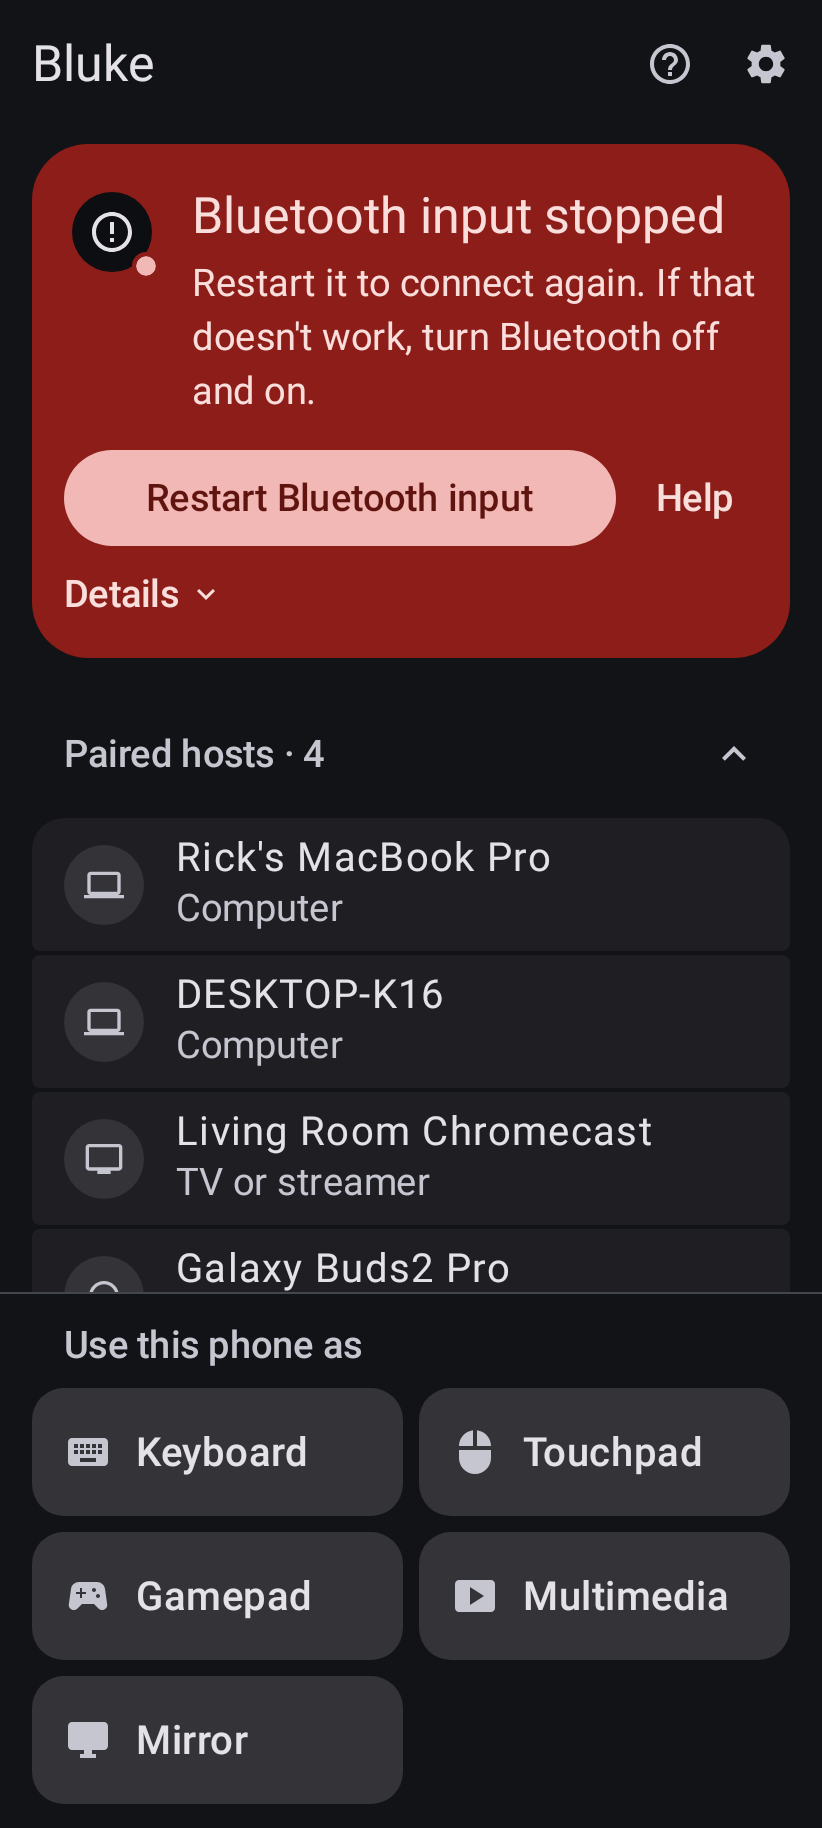 Bluke
Bluetooth input stopped
Restart it to connect again. If that
doesn't work, turn Bluetooth off
and on.
Restart Bluetooth input
Help
Details
Paired hosts · 4
Rick's MacBook Pro
Computer
DESKTOP-K16
Computer
Living Room Chromecast
TV or streamer
Galaxy Buds2 Pro
Use this phone as
Keyboard
Touchpad
Gamepad
Multimedia
Mirror